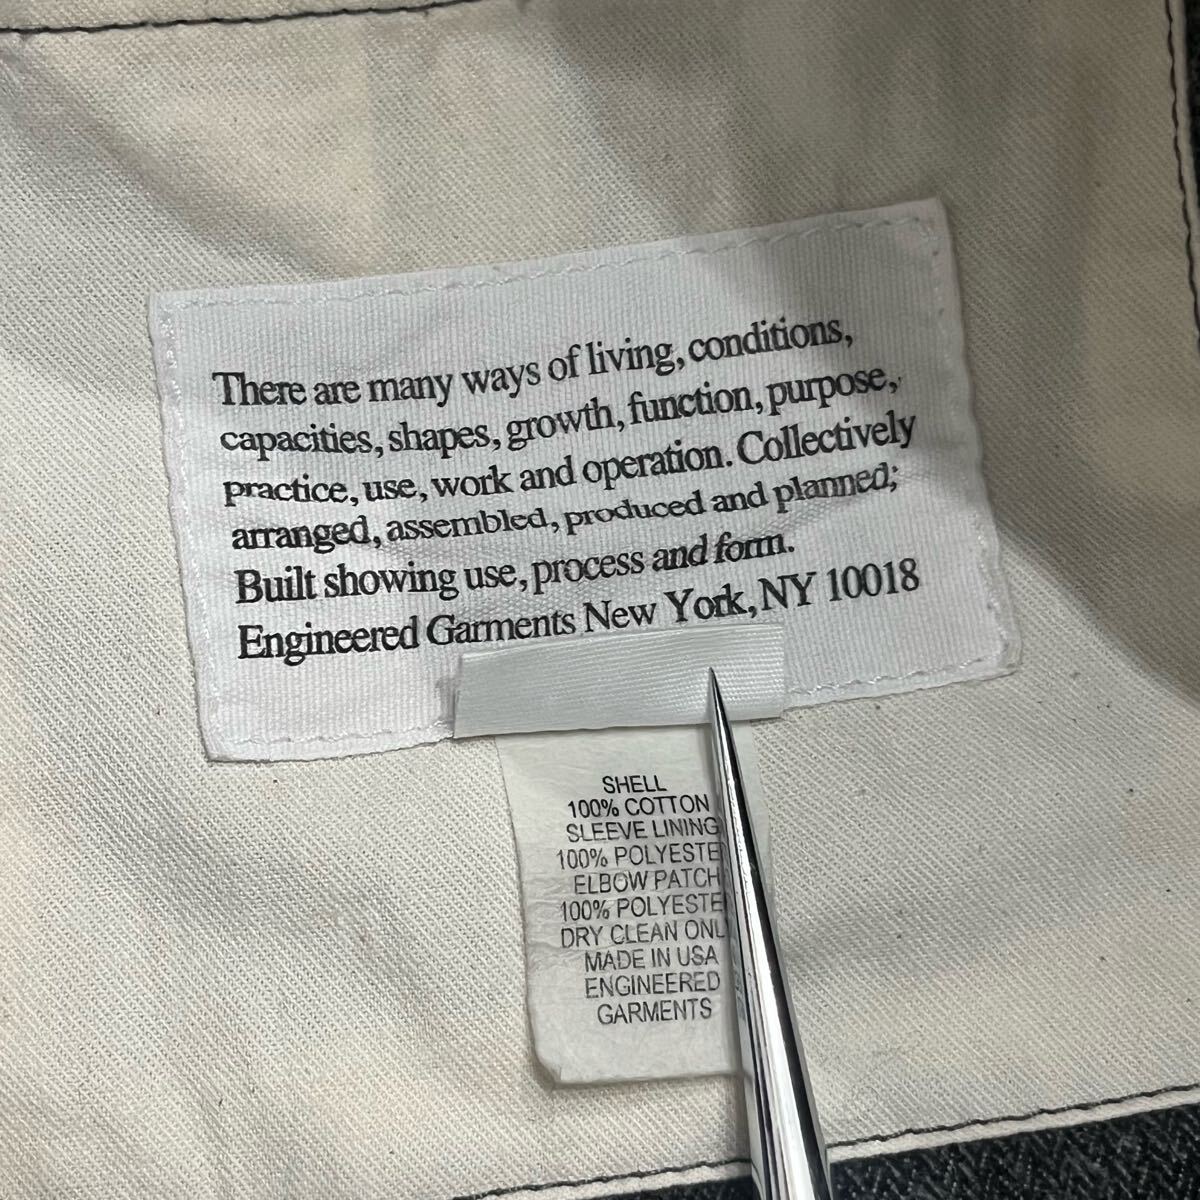 There are many ways of living, conditions,
capacities, shapes, growth, function, purpose,
practice, use, work and operation. Collectively
arranged, assembled, produced and planned;
Built showing use, process and form.
Engineered Garments New York, NY 10018
SHELL
100% COTTON
SLEEVE LINING
100% POLYESTE
ELBOW PATCH
100% POLYESTE
DRY CLEAN ONL
MADE IN USA
ENGINEERED
GARMENTS